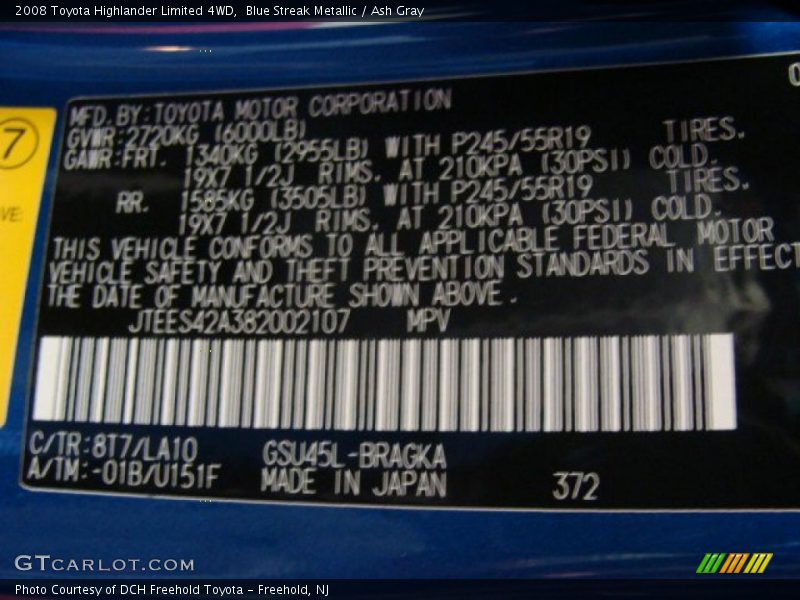 2008 Toyota Highlander Limited 4WD, Blue Streak Metallic / Ash Gray
MFD. BY: TOYOTA MOTOR CORPORATION
GVWR: 2720KG (6000LB)
GAWR: FRT. 1340KG (2955LB) WITH P245/55R19 TIRES.
19X7 1/2J RIMS. AT 210KPA (30PSI) COLD.
RR. 1585KG (3505LB) WITH P245/55R19 TIRES.
19X7 1/2J RIMS. AT 210KPA (30PSI) COLD.
THIS VEHICLE CONFORMS TO ALL APPLICABLE FEDERAL MOTOR
VEHICLE SAFETY AND THEFT PREVENTION STANDARDS IN EFFECT
THE DATE OF MANUFACTURE SHOWN ABOVE.
JTEES42A382002107 MPV
C/TR: 8T7/LA10 GSU45L-BRAGKA
A/TM: -01B/U151F MADE IN JAPAN 372
7
VE:
GTCARLOT.COM
Photo Courtesy of DCH Freehold Toyota - Freehold, NJ